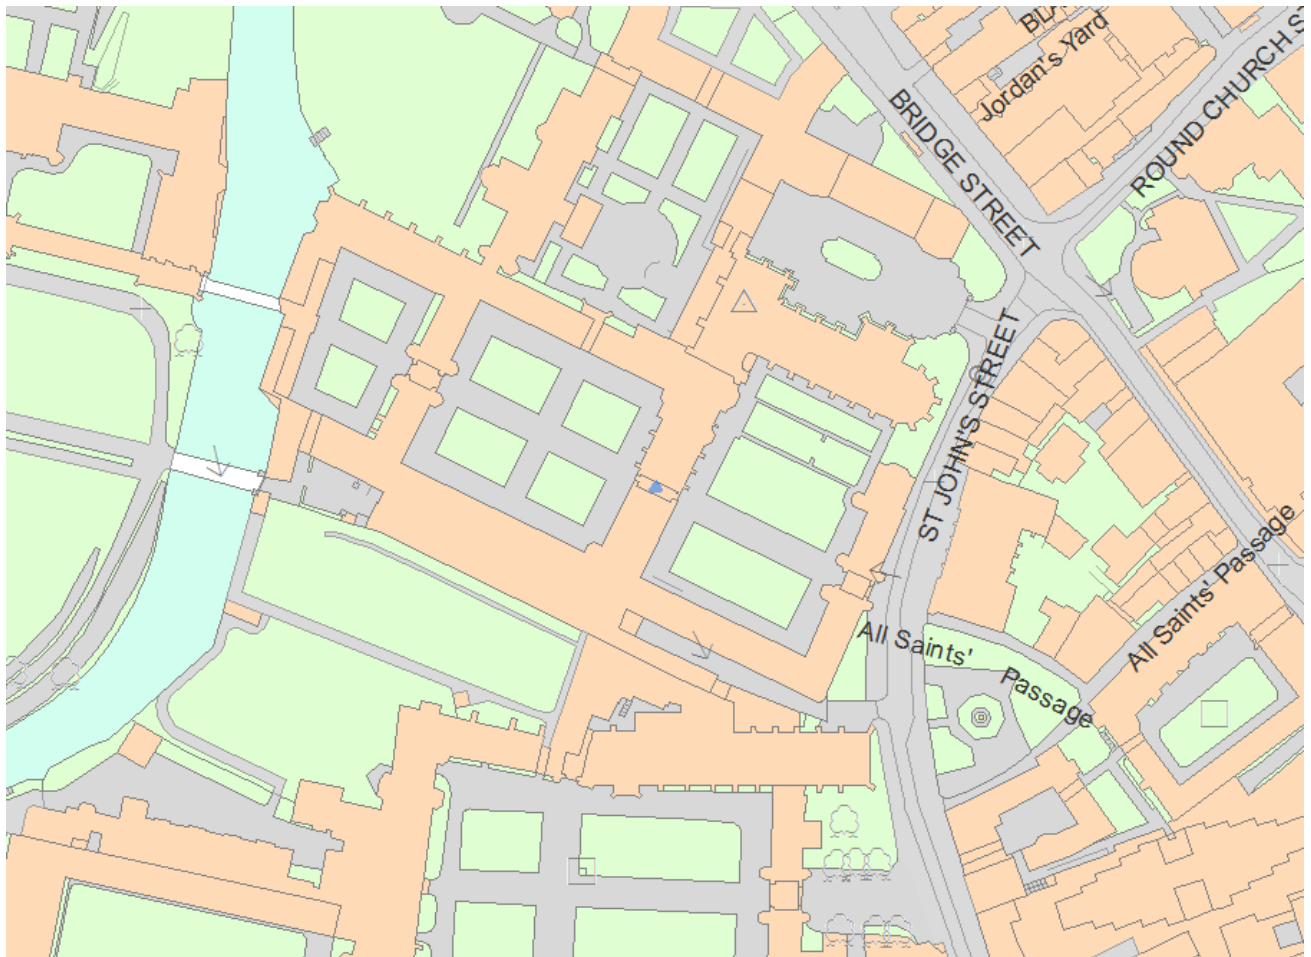 Jordan's Yard
ROUND CHURCH
BRIDGE STREET
ST JOHN'S STREET
All Saints' Passage
All Saints'
Passage